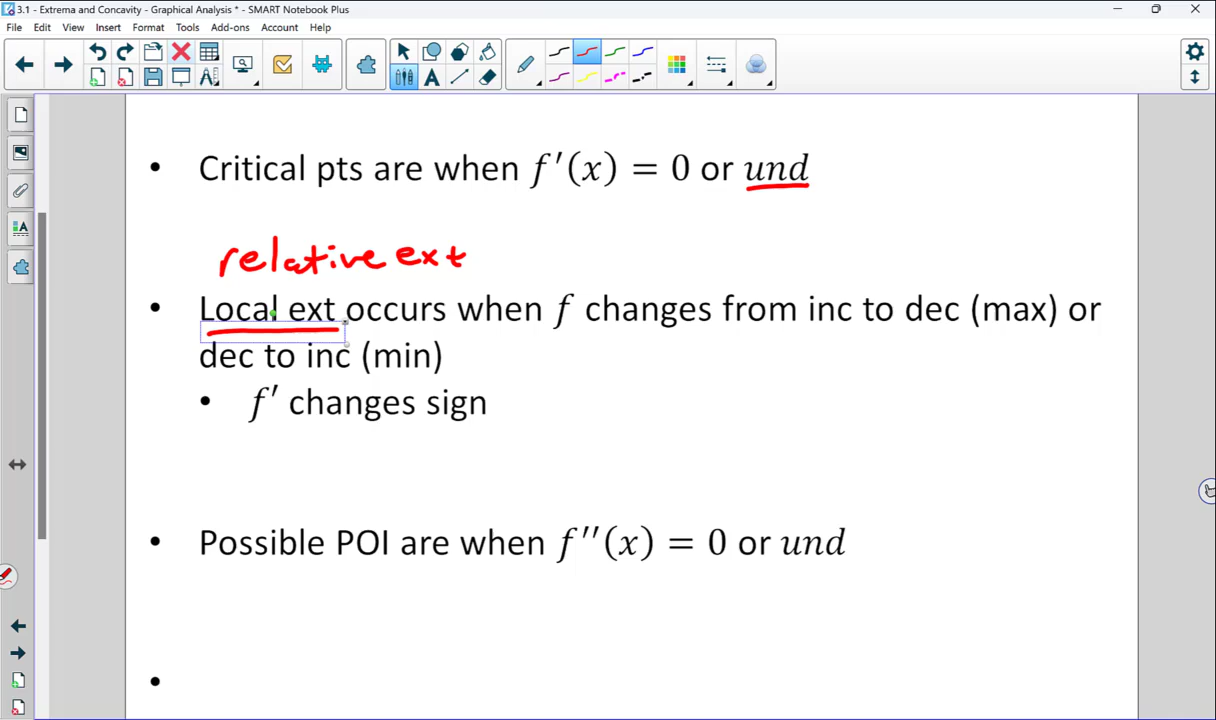 3.1 - Extrema and Concavity - Graphical Analysis * - SMART Notebook Plus
File Edit View Insert Format Tools Add-ons Account Help
• Critical pts are when f′(x) = 0 or und
relative ext
• Local ext occurs when f changes from inc to dec (max) or
dec to inc (min)
• f′ changes sign
• Possible POI are when f′′(x) = 0 or und
•